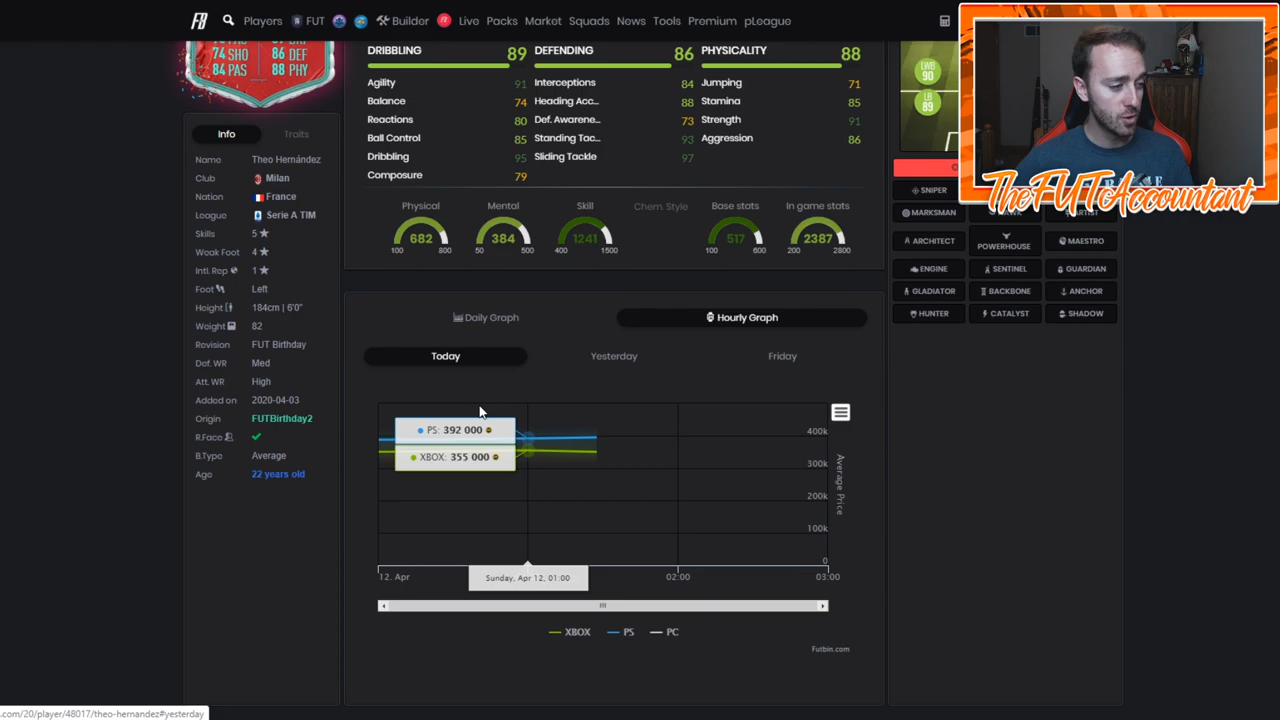 FB Players FUT Builder Live Packs Market Squads News Tools Premium pLeague
74 SHO 86 DEF
84 PAS 88 PHY
DRIBBLING 89 DEFENDING 86 PHYSICALITY 88
Agility 91 Interceptions 84 Jumping 71
Balance 74 Heading Acc... 88 Stamina 85
Reactions 80 Def. Awarene... 73 Strength 91
Ball Control 85 Standing Tac... 93 Aggression 86
Dribbling 95 Sliding Tackle 97
Composure 79
Physical Mental Skill Chem. Style Base stats In game stats
682 384 1241 517 2387
100 800 50 500 400 1500 100 600 260 2800
Info Traits
Name Theo Hernández
Club Milan
Nation France
League Serie A TIM
Skills 5
Weak Foot 4
Intl. Rep 1
Foot Left
Height 184cm | 6'0"
Weight 82
Revision FUT Birthday
Def. WR Med
Att. WR High
Added on 2020-04-03
Origin FUTBirthday2
R.Face
B.Type Average
Age 22 years old
Daily Graph Hourly Graph
Today Yesterday Friday
PS: 392 000
XBOX: 355 000
400k
300k
200k
100k
0
Average Price
12. Apr Sunday, Apr 12, 01:00 02:00 03:00
XBOX PS PC
Futbin.com
LWB
90
LB
89
TheFUTAccountant
SNIPER
MARKSMAN HAWK ARTIST
ARCHITECT POWERHOUSE MAESTRO
ENGINE SENTINEL GUARDIAN
GLADIATOR BACKBONE ANCHOR
HUNTER CATALYST SHADOW
.com/20/player/48017/theo-hernandez#yesterday